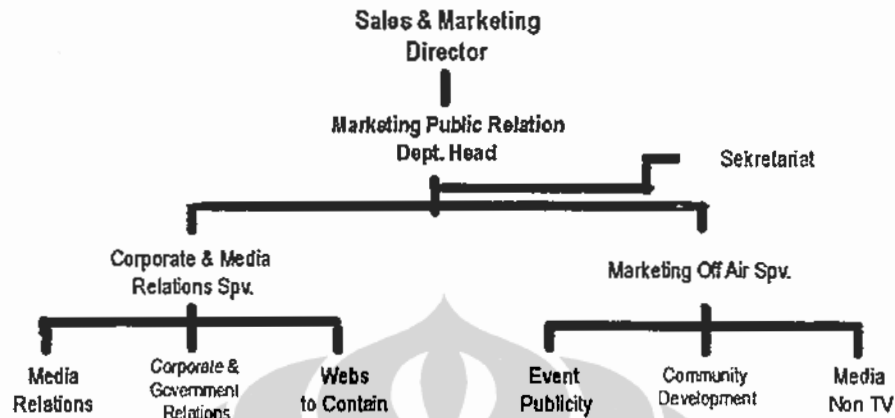 Sales & Marketing
Director
Marketing Public Relation
Dept. Head
Sekretariat
Corporate & Media
Relations Spv.
Marketing Off Air Spv.
Media
Relations
Corporate &
Government
Relations
Webs
to Contain
Event
Publicity
Community
Development
Media
Non TV